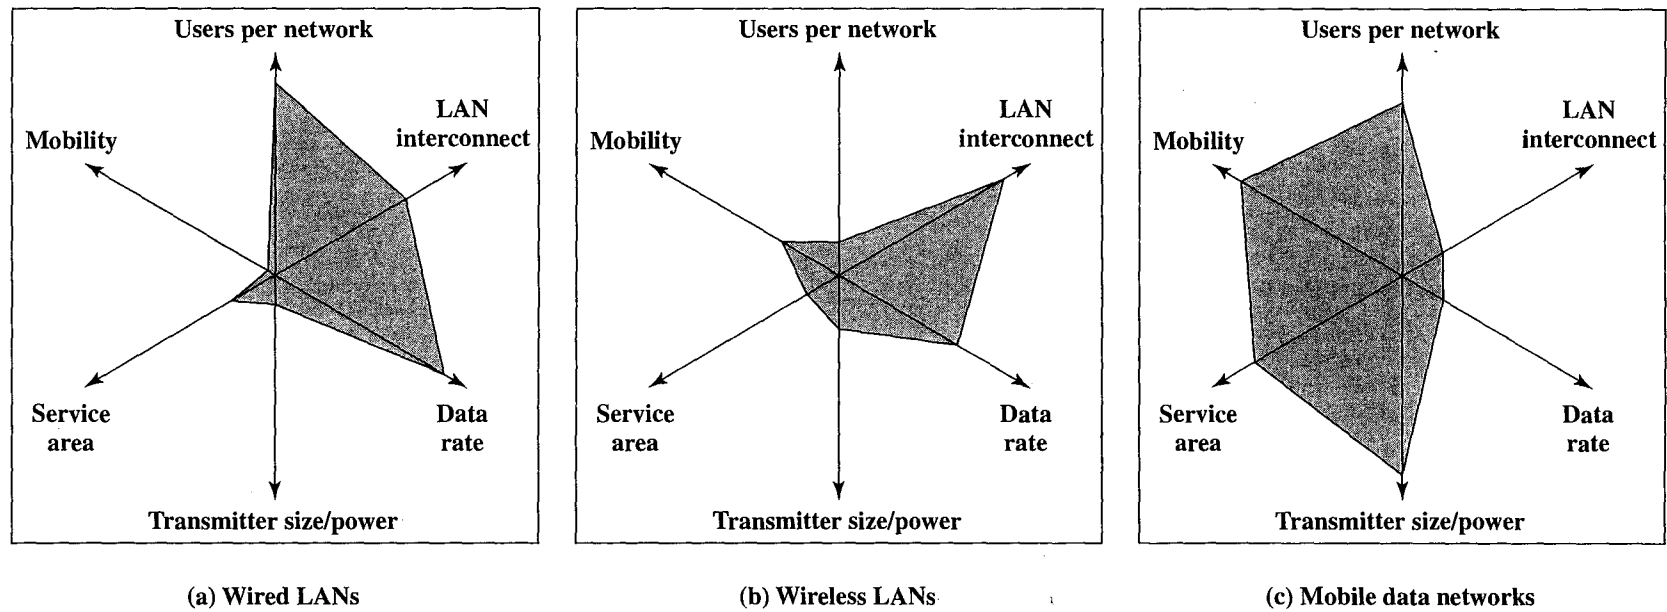 Users per network
LAN
interconnect
Mobility
Service
area
Data
rate
Transmitter size/power
(a) Wired LANs
Users per network
LAN
interconnect
Mobility
Service
area
Data
rate
Transmitter size/power
(b) Wireless LANs
Users per network
LAN
interconnect
Mobility
Service
area
Data
rate
Transmitter size/power
(c) Mobile data networks